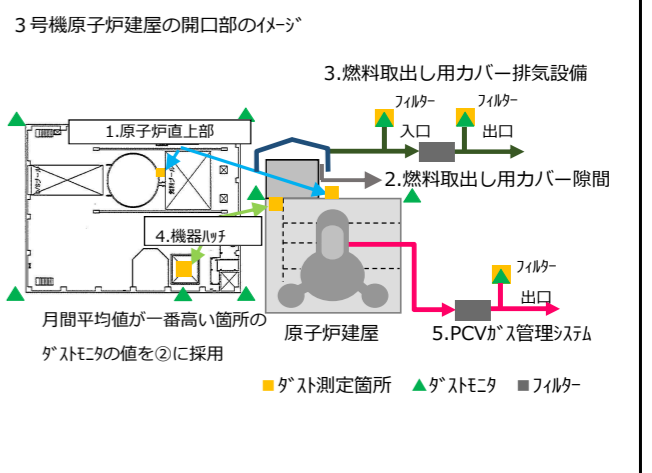 ３号機原子炉建屋の開口部のｲﾒｰｼﾞ
3.燃料取出し用カバー排気設備
ﾌｨﾙﾀｰ
ﾌｨﾙﾀｰ
入口
出口
1.原子炉直上部
2.燃料取出し用カバー隙間
4.機器ﾊｯﾁ
ﾌｨﾙﾀｰ
出口
月間平均値が一番高い箇所の
ﾀﾞｽﾄﾓﾆﾀの値を②に採用
原子炉建屋
5.PCVｶﾞｽ管理ｼｽﾃﾑ
ﾀﾞｽﾄ測定箇所
ﾀﾞｽﾄﾓﾆﾀ
ﾌｨﾙﾀｰ